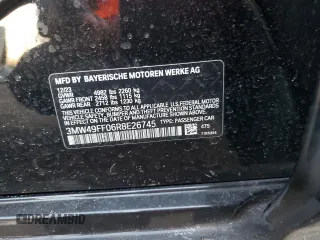 MFD BY BAYERISCHE MOTOREN WERKE AG
12/23
GVWR 4982 lbs 2260 kg
GAWR FRONT 2458 lbs 1115 kg
GAWR REAR 2712 lbs 1230 kg
THIS VEHICLE CONFORMS TO ALL APPLICABLE FEDERAL
MOTOR VEHICLE SAFETY, BUMPER, AND THEFT
PREVENTION STANDARDS IN EFFECT ON THE DATE OF
MANUFACTURE SHOWN ABOVE.
3MW49FF06R8E26745 TYPE: PASSENGER CAR
475